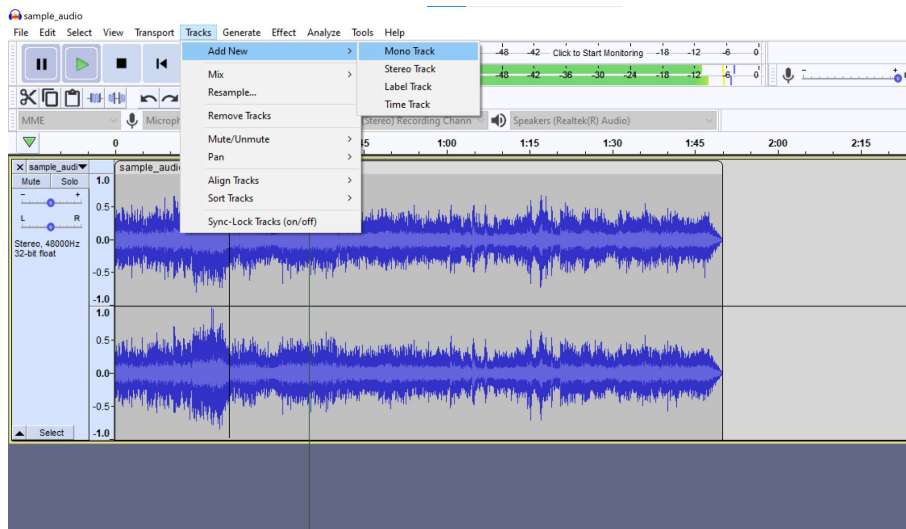 sample_audio
File Edit Select View Transport Tracks Generate Effect Analyze Tools Help
Add New > Mono Track
Stereo Track
Label Track
Time Track
Mix >
Resample...
Remove Tracks
Mute/Unmute >
Pan >
Align Tracks >
Sort Tracks >
Sync-Lock Tracks (on/off)
-48 -42 Click to Start Monitoring -18 -12 -6 0
-48 -42 -36 -30 -24 -18 -12 -6 0
- +
MME Microph (Stereo) Recording Chann Speakers (Realtek(R) Audio)
0 45 1:00 1:15 1:30 1:45 2:00 2:15
sample_audi
sample_audi
Mute Solo
- +
L R
Stereo, 48000Hz
32-bit float
1.0
0.5
0.0
-0.5
-1.0
1.0
0.5
0.0
-0.5
-1.0
Select